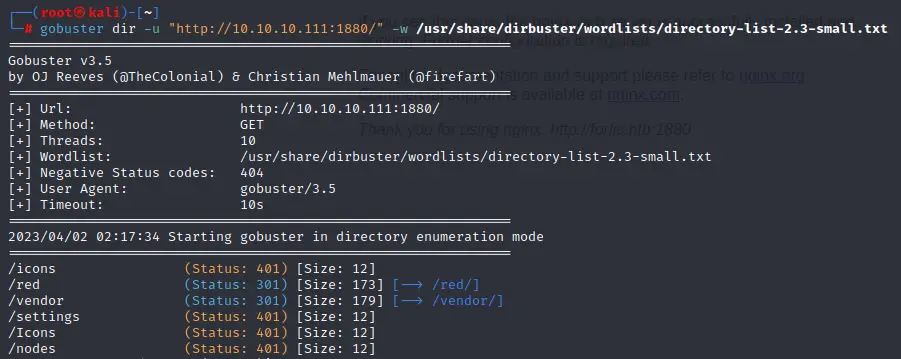 ┌──(root㉿kali)-[~]
└─# gobuster dir -u "http://10.10.10.111:1880/" -w /usr/share/dirbuster/wordlists/directory-list-2.3-small.txt
===============================================================
Gobuster v3.5
by OJ Reeves (@TheColonial) & Christian Mehlmauer (@firefart)
===============================================================
[+] Url: http://10.10.10.111:1880/
[+] Method: GET
[+] Threads: 10
[+] Wordlist: /usr/share/dirbuster/wordlists/directory-list-2.3-small.txt
[+] Negative Status codes: 404
[+] User Agent: gobuster/3.5
[+] Timeout: 10s
===============================================================
2023/04/02 02:17:34 Starting gobuster in directory enumeration mode
===============================================================
/icons (Status: 401) [Size: 12]
/red (Status: 301) [Size: 173] [--> /red/]
/vendor (Status: 301) [Size: 179] [--> /vendor/]
/settings (Status: 401) [Size: 12]
/Icons (Status: 401) [Size: 12]
/nodes (Status: 401) [Size: 12]
and support please refer to nginx.org
is available at nginx.com.
Thank you for using nginx. http://forlic.htb:1880